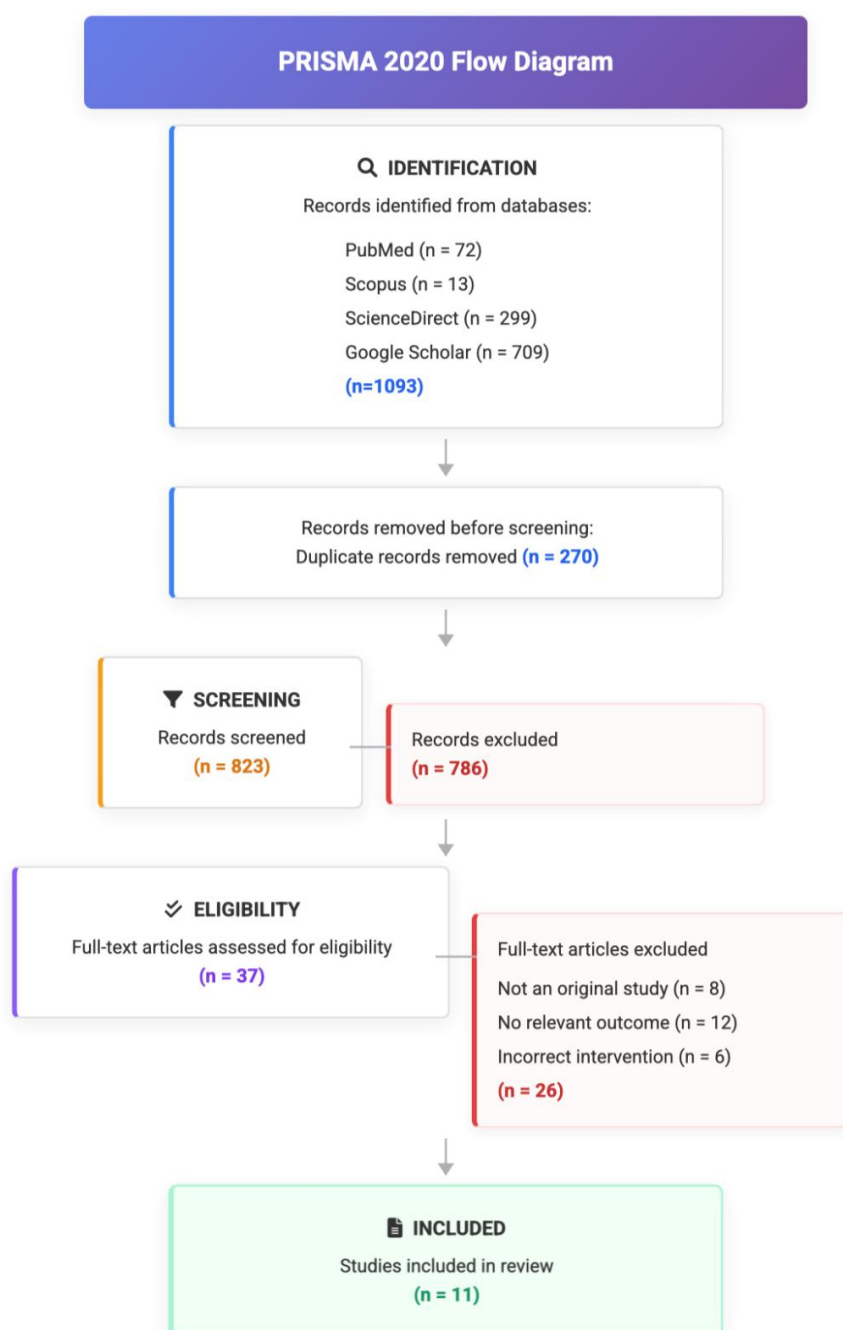 PRISMA 2020 Flow Diagram
IDENTIFICATION
Records identified from databases:
PubMed (n = 72)
Scopus (n = 13)
ScienceDirect (n = 299)
Google Scholar (n = 709)
(n=1093)
Records removed before screening:
Duplicate records removed (n = 270)
SCREENING
Records screened
(n = 823)
Records excluded
(n = 786)
ELIGIBILITY
Full-text articles assessed for eligibility
(n = 37)
Full-text articles excluded
Not an original study (n = 8)
No relevant outcome (n = 12)
Incorrect intervention (n = 6)
(n = 26)
INCLUDED
Studies included in review
(n = 11)